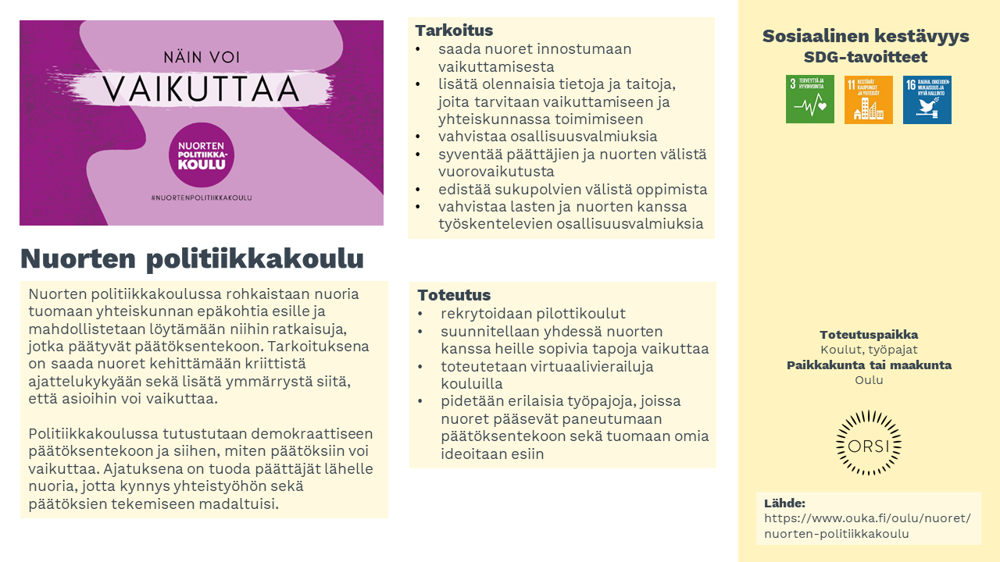 NÄIN VOI
VAIKUTTAA
NUORTEN
POLITIIKKA-
KOULU
#NUORTENPOLITIIKKAKOULU
Nuorten politiikkakoulu
Nuorten politiikkakoulussa rohkaistaan nuoria
tuomaan yhteiskunnan epäkohtia esille ja
mahdollistetaan löytämään niihin ratkaisuja,
jotka päätyvät päätöksentekoon. Tarkoituksena
on saada nuoret kehittämään kriittistä
ajattelukykyään sekä lisätä ymmärrystä siitä,
että asioihin voi vaikuttaa.
Politiikkakoulussa tutustutaan demokraattiseen
päätöksentekoon ja siihen, miten päätöksiin voi
vaikuttaa. Ajatuksena on tuoda päättäjät lähelle
nuoria, jotta kynnys yhteistyöhön sekä
päätöksien tekemiseen madaltuisi.
Tarkoitus
• saada nuoret innostumaan
vaikuttamisesta
• lisätä olennaisia tietoja ja taitoja,
joita tarvitaan vaikuttamiseen ja
yhteiskunnassa toimimiseen
• vahvistaa osallisuusvalmiuksia
• syventää päättäjien ja nuorten välistä
vuorovaikutusta
• edistää sukupolvien välistä oppimista
• vahvistaa lasten ja nuorten kanssa
työskentelevien osallisuusvalmiuksia
Toteutus
• rekrytoidaan pilottikoulut
• suunnitellaan yhdessä nuorten
kanssa heille sopivia tapoja vaikuttaa
• toteutetaan virtuaalivierailuja
kouluilla
• pidetään erilaisia työpajoja, joissa
nuoret pääsevät paneutumaan
päätöksentekoon sekä tuomaan omia
ideoitaan esiin
Sosiaalinen kestävyys
SDG-tavoitteet
3 TERVEYTTÄ JA
HYVINVOINTIA
11 KESTÄVÄT
KAUPUNGIT
JA YHTEISÖT
16 RAUHA, OIKEUDEN-
MUKAISUUS JA
HYVÄ HALLINTO
Toteutuspaikka
Koulut, työpajat
Paikkakunta tai maakunta
Oulu
ORSI
Lähde:
https://www.ouka.fi/oulu/nuoret/
nuorten-politiikkakoulu